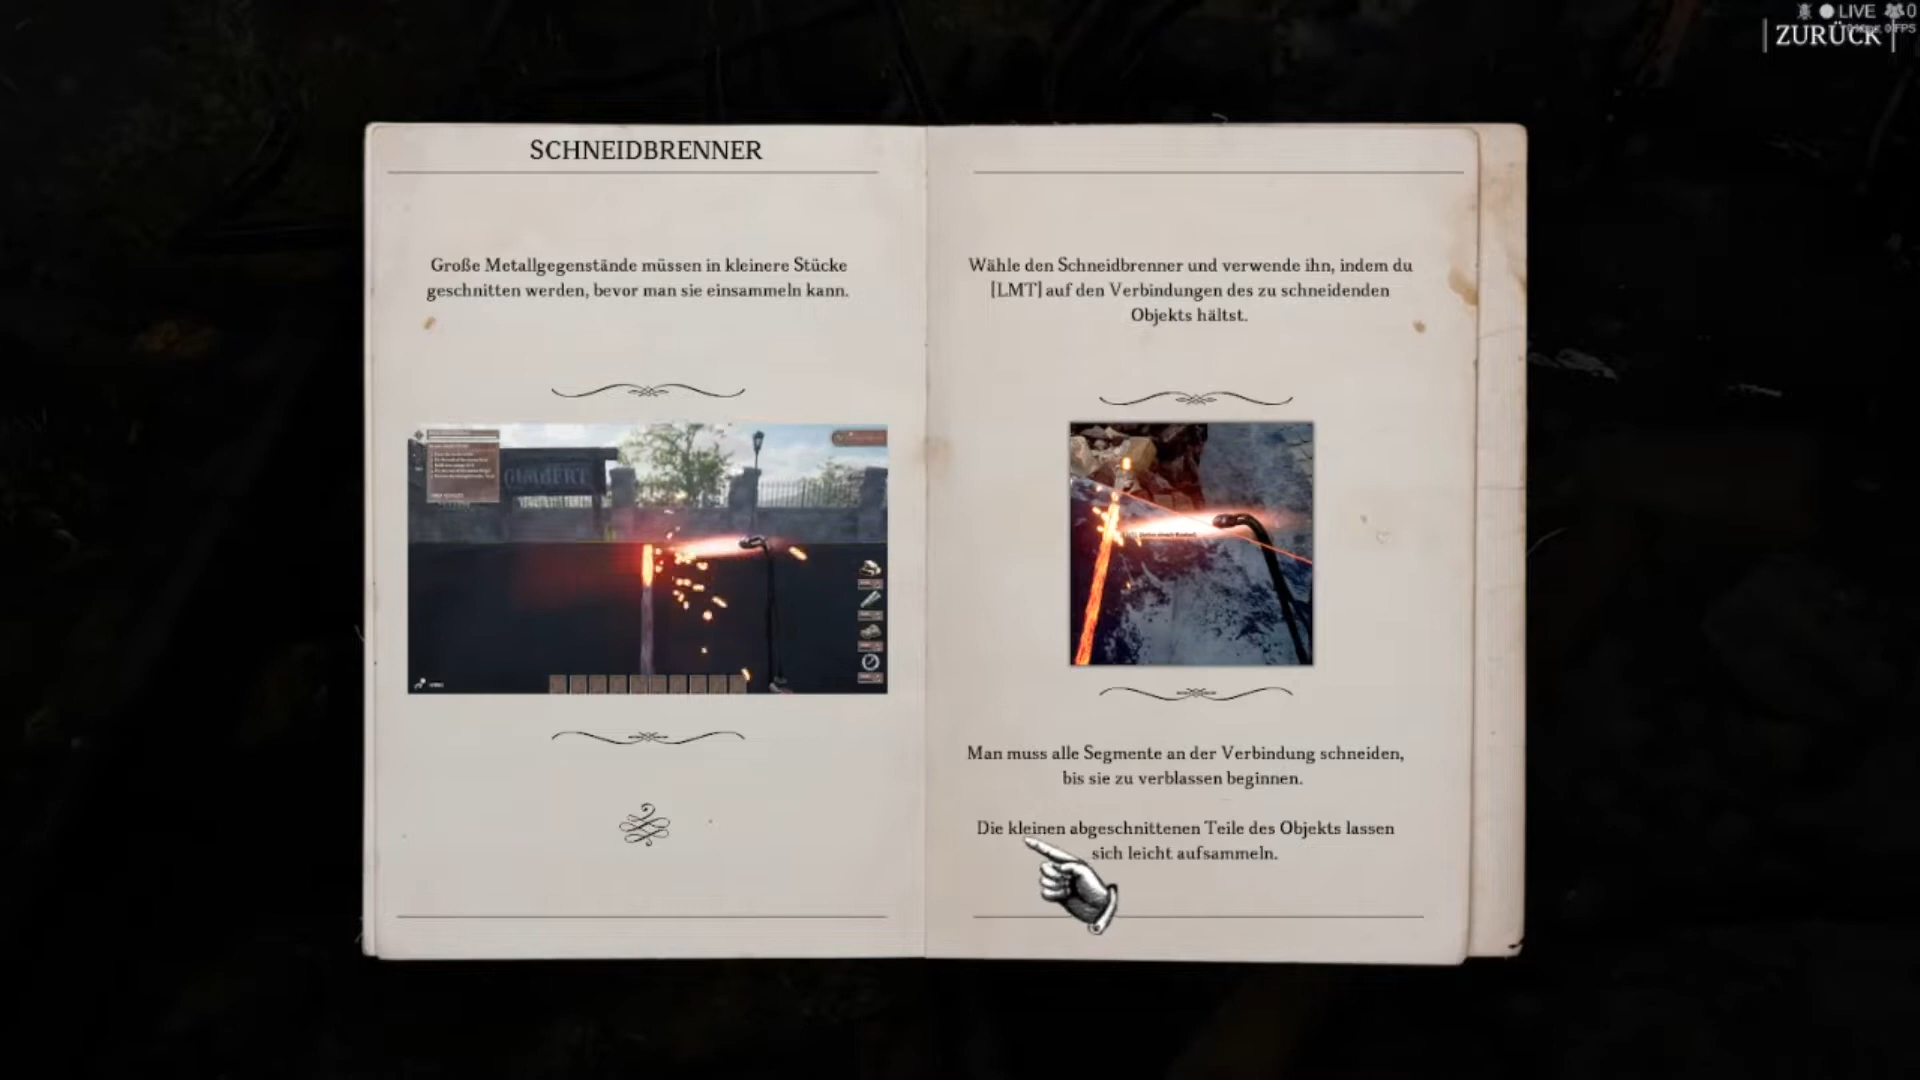 LIVE 0
ZURÜCK
SCHNEIDBRENNER
Große Metallgegenstände müssen in kleinere Stücke
geschnitten werden, bevor man sie einsammeln kann.
Wähle den Schneidbrenner und verwende ihn, indem du
[LMT] auf den Verbindungen des zu schneidenden
Objekts hältst.
Man muss alle Segmente an der Verbindung schneiden,
bis sie zu verblassen beginnen.
Die kleinen abgeschnittenen Teile des Objekts lassen
sich leicht aufsammeln.